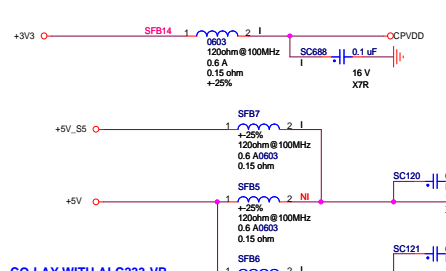 SFB14
+3V3 1 2 I CPVDD
0603
120ohm@100MHz
0.6 A
0.15 ohm
+-25%
SC688 0.1 uF
I
16 V
X7R
SFB7
+5V_S5 1 2 I
+-25%
120ohm@100MHz
0.6 A0603
0.15 ohm
SC120
SFB5
+5V 1 2 NI
+-25%
120ohm@100MHz
0.6 A0603
0.15 ohm
SC121
SFB6